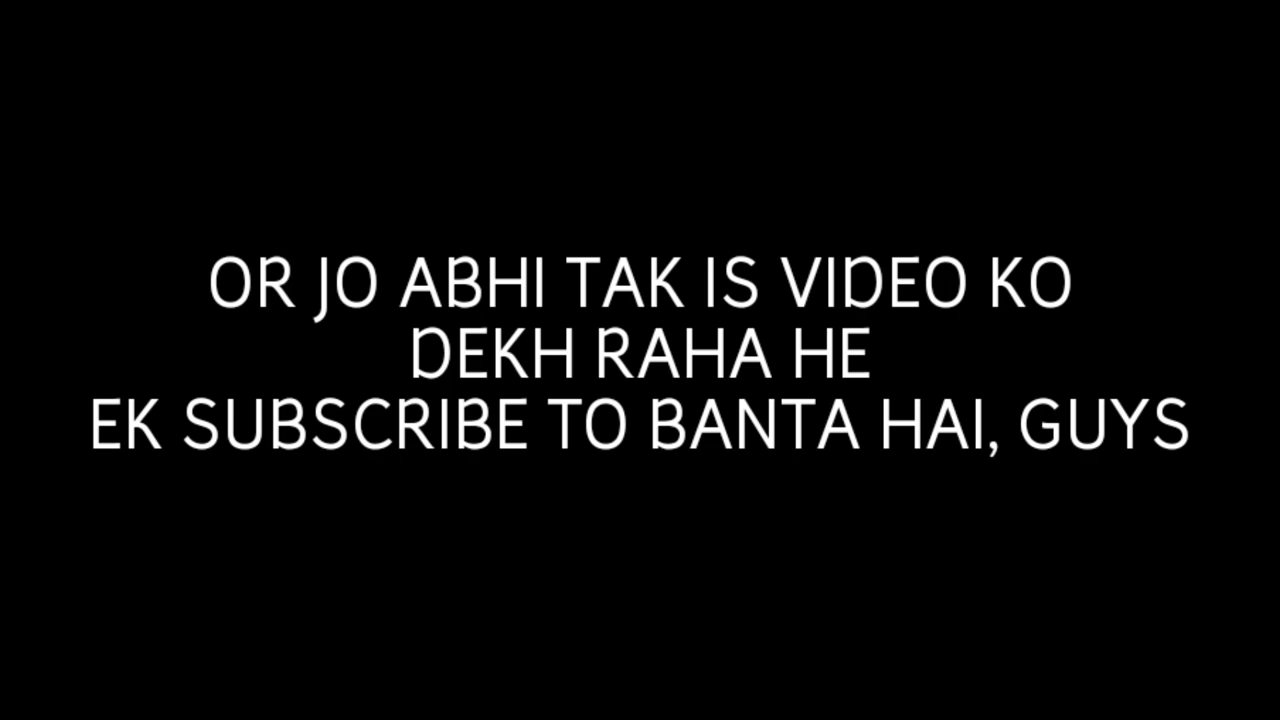 OR JO ABHI TAK IS VIDEO KO
DEKH RAHA HE
EK SUBSCRIBE TO BANTA HAI, GUYS